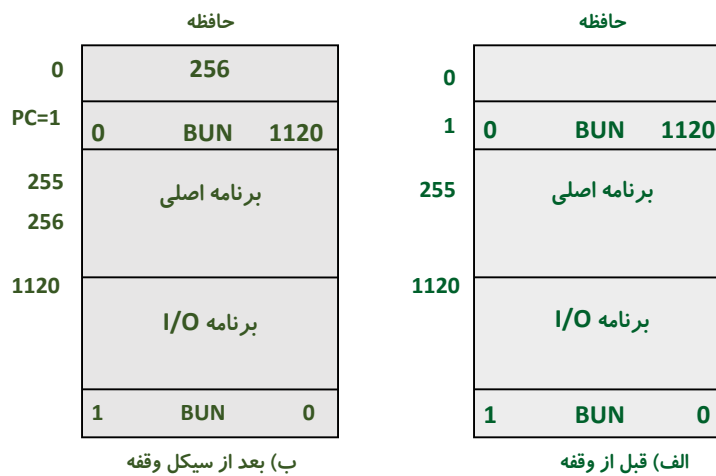 حافظه
0
1 0 BUN 1120
255 برنامه اصلی
1120
برنامه I/O
1 BUN 0
الف) قبل از وقفه
حافظه
0 256
PC=1 0 BUN 1120
255 برنامه اصلی
256
1120
برنامه I/O
1 BUN 0
ب) بعد از سیکل وقفه